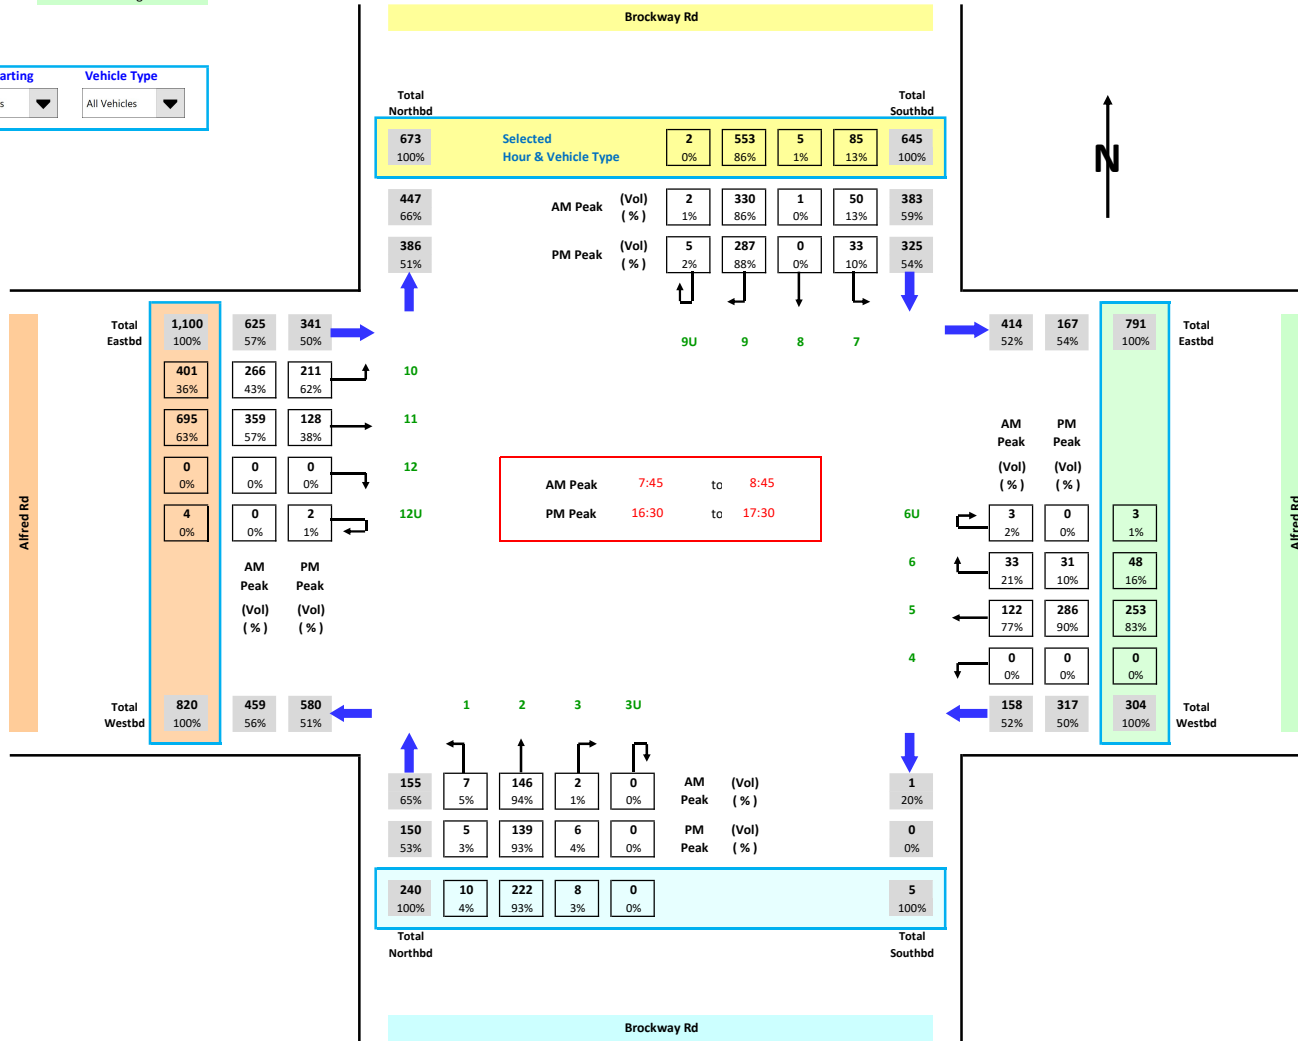 Brockway Rd
arting Vehicle Type
s All Vehicles
Total Total
Northbd Southbd
673 Selected 2 553 5 85 645
100% Hour & Vehicle Type 0% 86% 1% 13% 100%
447 AM Peak (Vol) 2 330 1 50 383
66% ( % ) 1% 86% 0% 13% 59%
386 PM Peak (Vol) 5 287 0 33 325
51% ( % ) 2% 88% 0% 10% 54%
N
Total 1,100 625 341 414 167 791 Total
Eastbd 100% 57% 50% 52% 54% 100% Eastbd
9U 9 8 7
401 266 211 10
36% 43% 62%
695 359 128 11 AM PM
63% 57% 38% Peak Peak
0 0 0 12 (Vol) (Vol)
0% 0% 0% ( % ) ( % )
AM Peak 7:45 to 8:45
PM Peak 16:30 to 17:30
4 0 2 12U 6U 3 0 3
0% 0% 1% 2% 0% 1%
Alfred Rd
Alfred Rd
AM PM 6 33 31 48
Peak Peak 21% 10% 16%
(Vol) (Vol) 5 122 286 253
( % ) ( % ) 77% 90% 83%
4 0 0 0
0% 0% 0%
Total 820 459 580 1 2 3 3U 158 317 304 Total
Westbd 100% 56% 51% 52% 50% 100% Westbd
155 7 146 2 0 AM (Vol) 1
65% 5% 94% 1% 0% Peak ( % ) 20%
150 5 139 6 0 PM (Vol) 0
53% 3% 93% 4% 0% Peak ( % ) 0%
240 10 222 8 0 5
100% 4% 93% 3% 0% 100%
Total Total
Northbd Southbd
Brockway Rd